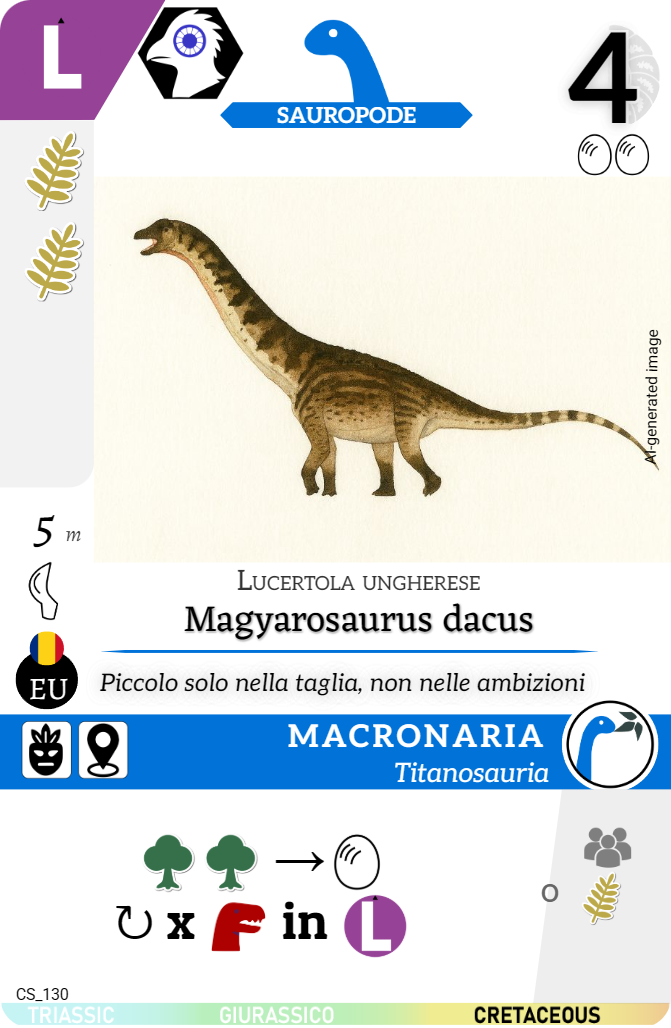 L
SAUROPODE
4
AI-generated image
5 m
LUCERTOLA UNGHERESE
Magyarosaurus dacus
EU
Piccolo solo nella taglia, non nelle ambizioni
MACRONARIA
Titanosauria
x in L
O
CS_130
TRIASSIC GIURASSICO CRETACEOUS